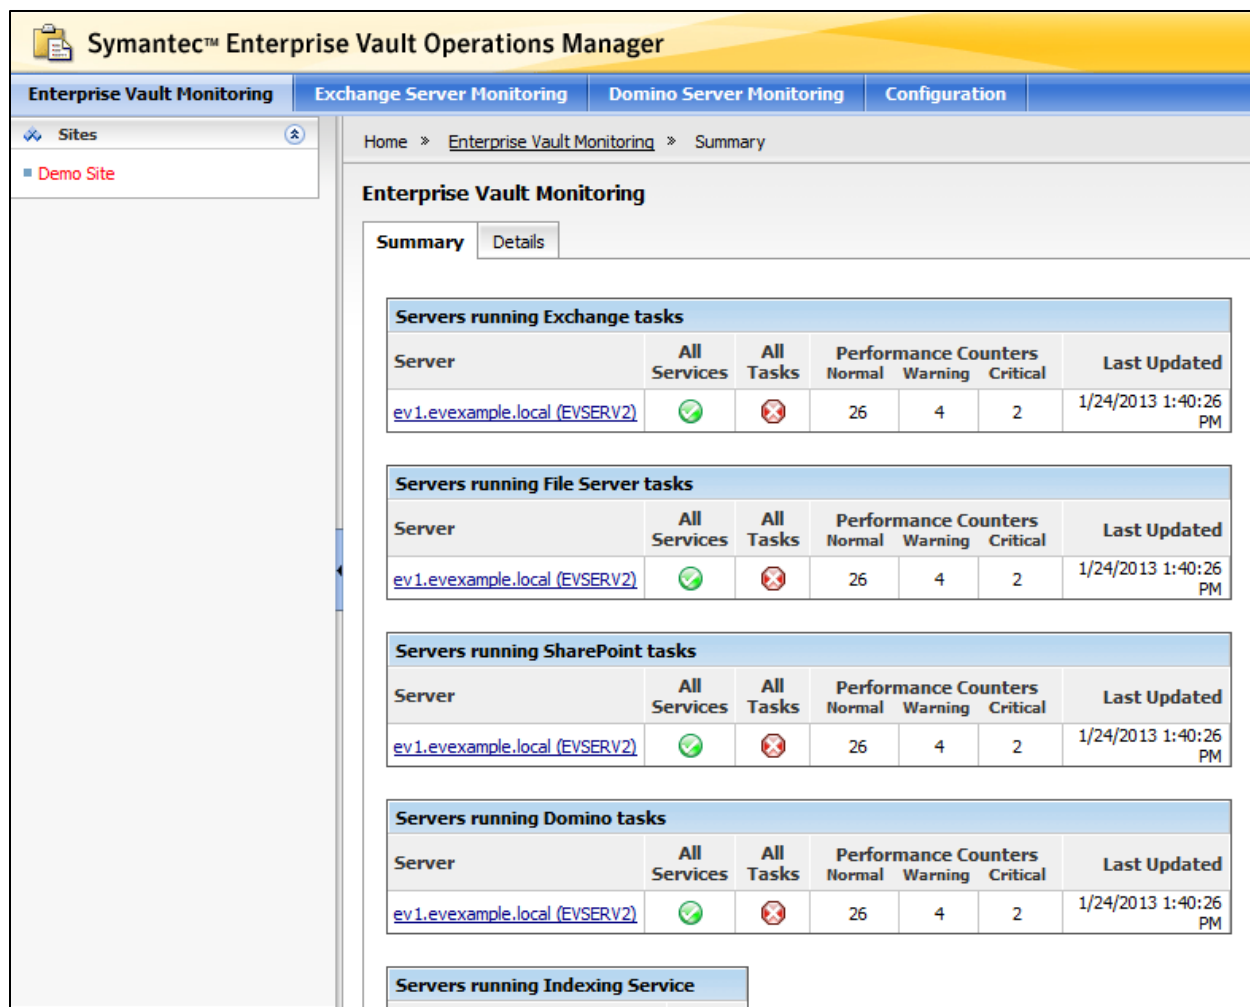 Symantec™ Enterprise Vault Operations Manager
Enterprise Vault Monitoring Exchange Server Monitoring Domino Server Monitoring Configuration
Sites
Demo Site
Home » Enterprise Vault Monitoring » Summary
Enterprise Vault Monitoring
Summary Details
Servers running Exchange tasks
Server All Services All Tasks Performance Counters Normal Warning Critical Last Updated
ev1.evexample.local (EVSERV2) 26 4 2 1/24/2013 1:40:26 PM
Servers running File Server tasks
Server All Services All Tasks Performance Counters Normal Warning Critical Last Updated
ev1.evexample.local (EVSERV2) 26 4 2 1/24/2013 1:40:26 PM
Servers running SharePoint tasks
Server All Services All Tasks Performance Counters Normal Warning Critical Last Updated
ev1.evexample.local (EVSERV2) 26 4 2 1/24/2013 1:40:26 PM
Servers running Domino tasks
Server All Services All Tasks Performance Counters Normal Warning Critical Last Updated
ev1.evexample.local (EVSERV2) 26 4 2 1/24/2013 1:40:26 PM
Servers running Indexing Service